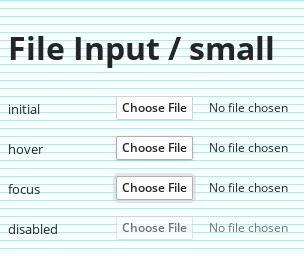 File Input / small
initial Choose File No file chosen
hover Choose File No file chosen
focus Choose File No file chosen
disabled Choose File No file chosen